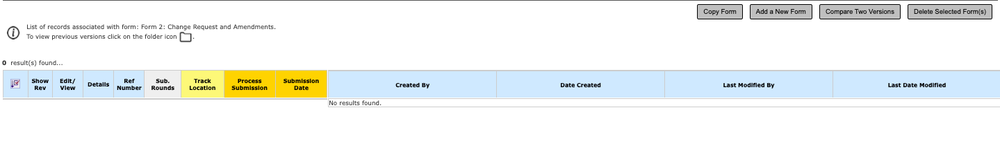 Copy Form Add a New Form Compare Two Versions Delete Selected Form(s)
List of records associated with form: Form 2: Change Request and Amendments.
To view previous versions click on the folder icon .
0 result(s) found...
Show Rev Edit/ View Details Ref Number Sub. Rounds Track Location Process Submission Submission Date Created By Date Created Last Modified By Last Date Modified
No results found.